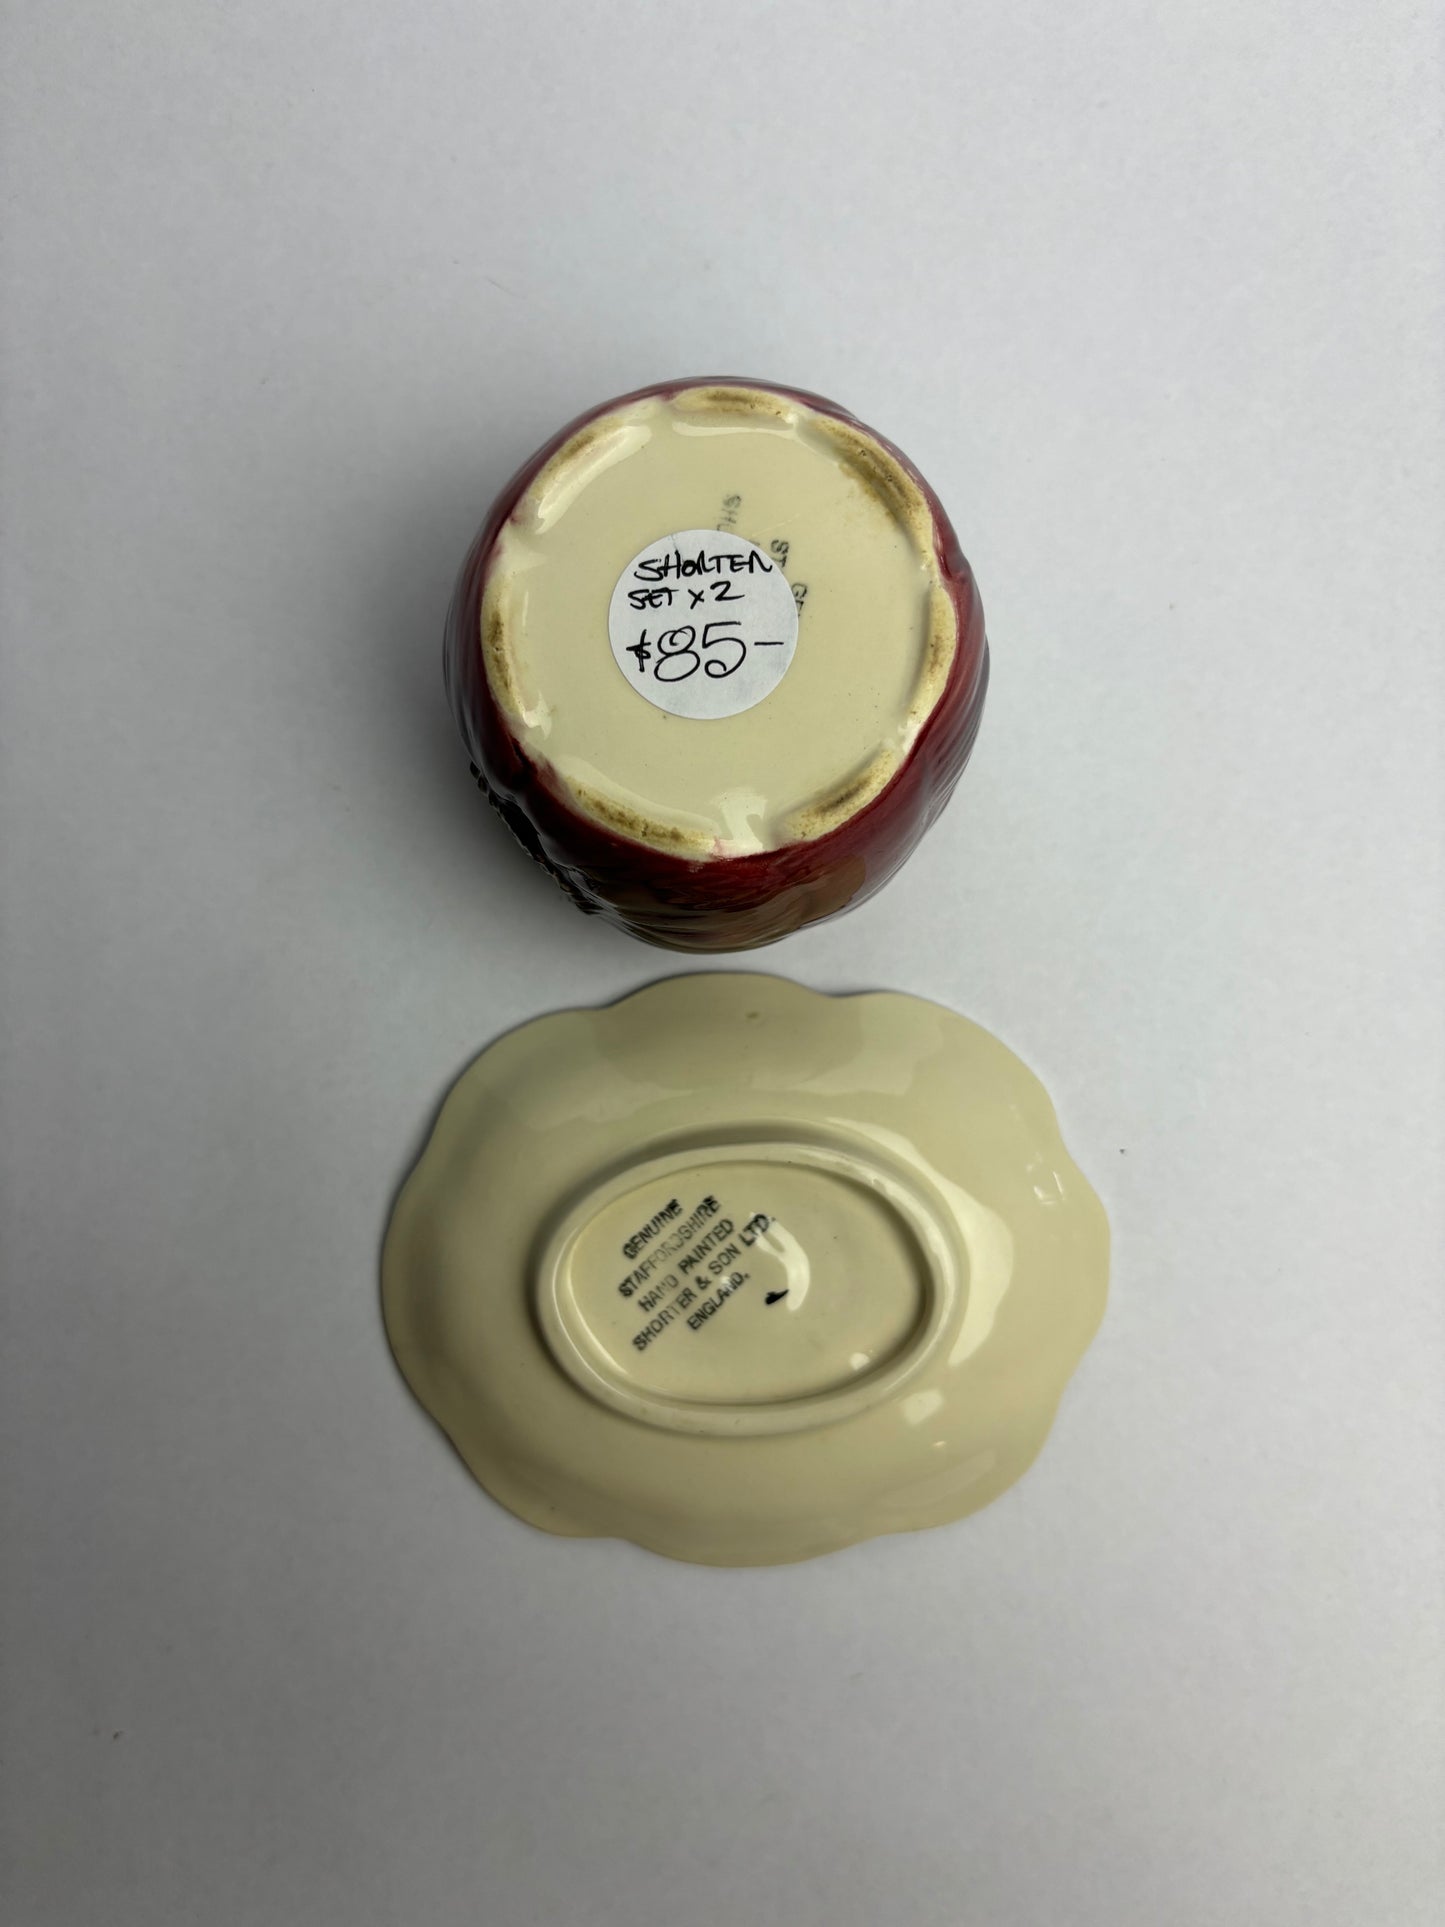 SHORTER
SET x 2
$85-
GENUINE
STAFFORDSHIRE
HAND PAINTED
SHORTER & SON LTD.
ENGLAND.